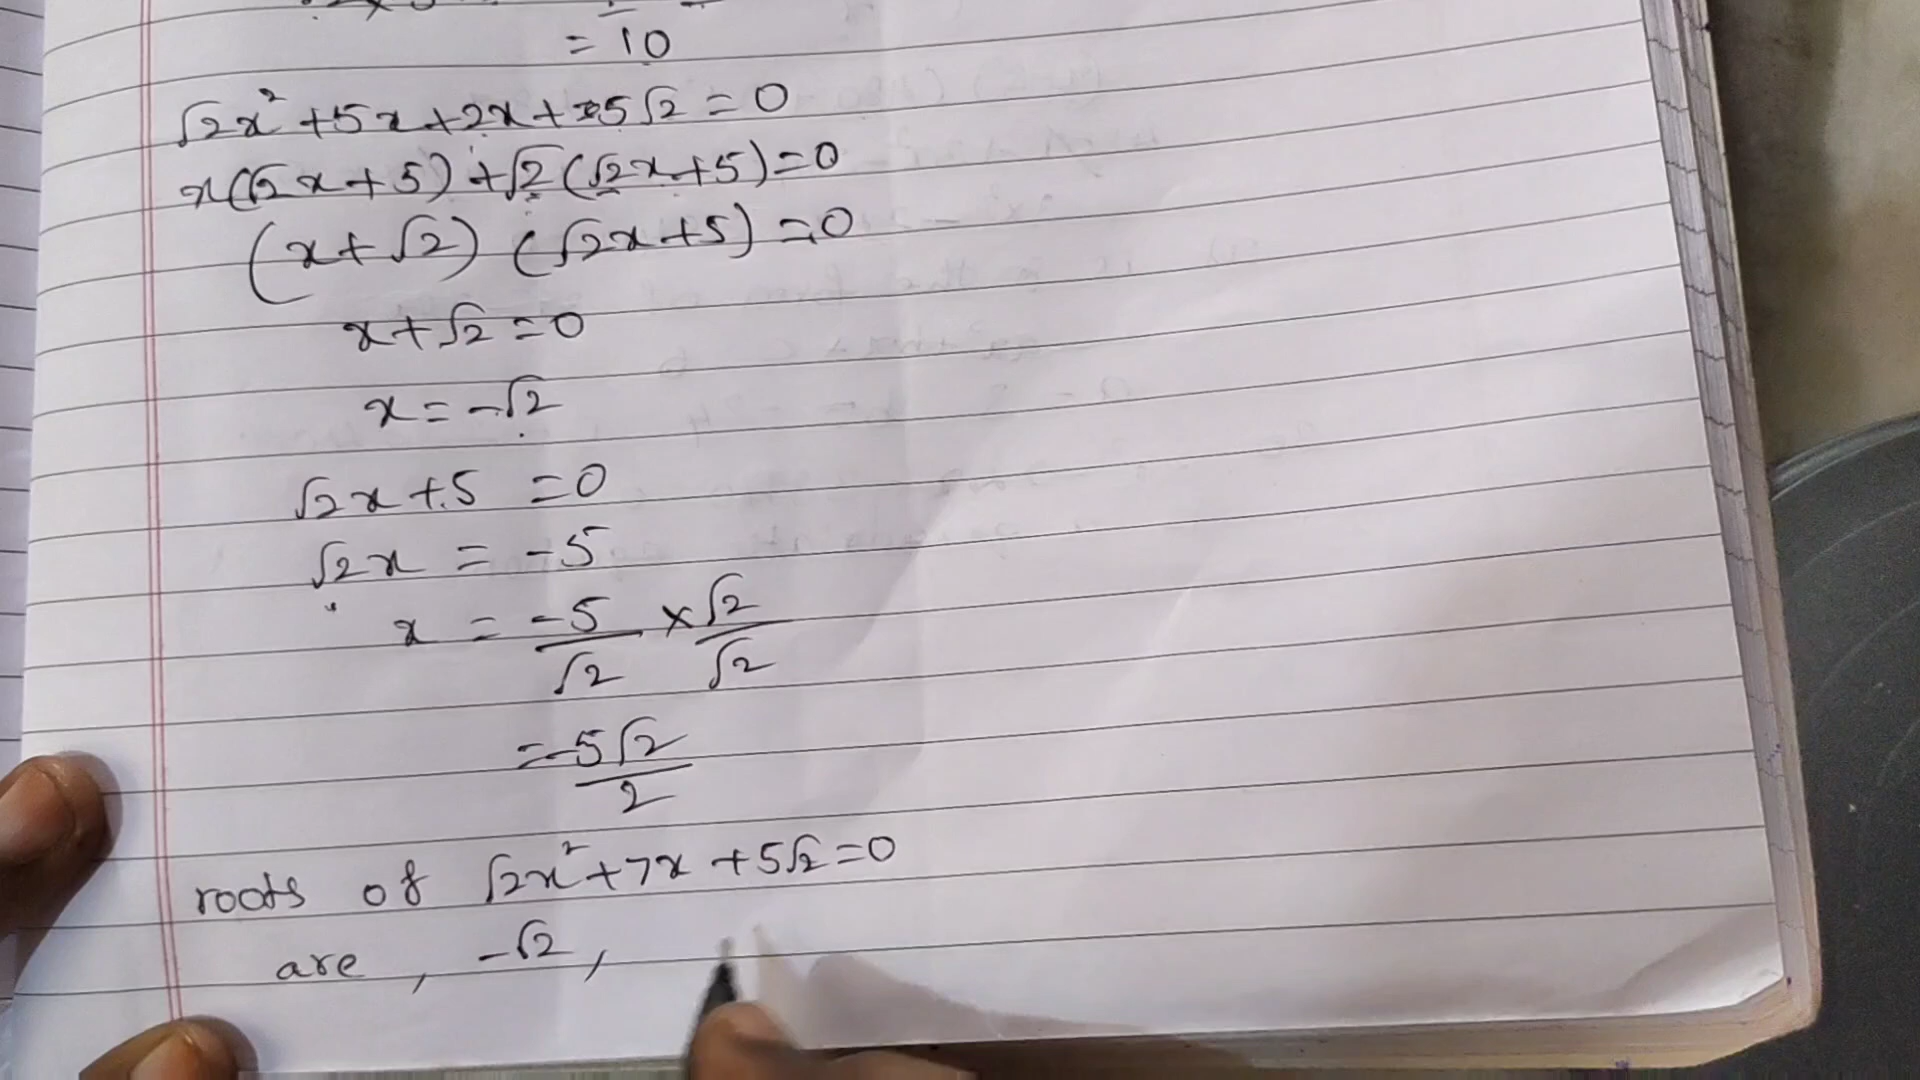 = 10
√2x² + 5x + 2x + 5√2 = 0
x(√2x + 5) + √2(√2x + 5) = 0
(x + √2) (√2x + 5) = 0
x + √2 = 0
x = -√2
√2x + 5 = 0
√2x = -5
x = -5/√2 × √2/√2
= -5√2/2
roots of √2x² + 7x + 5√2 = 0
are , -√2 ,